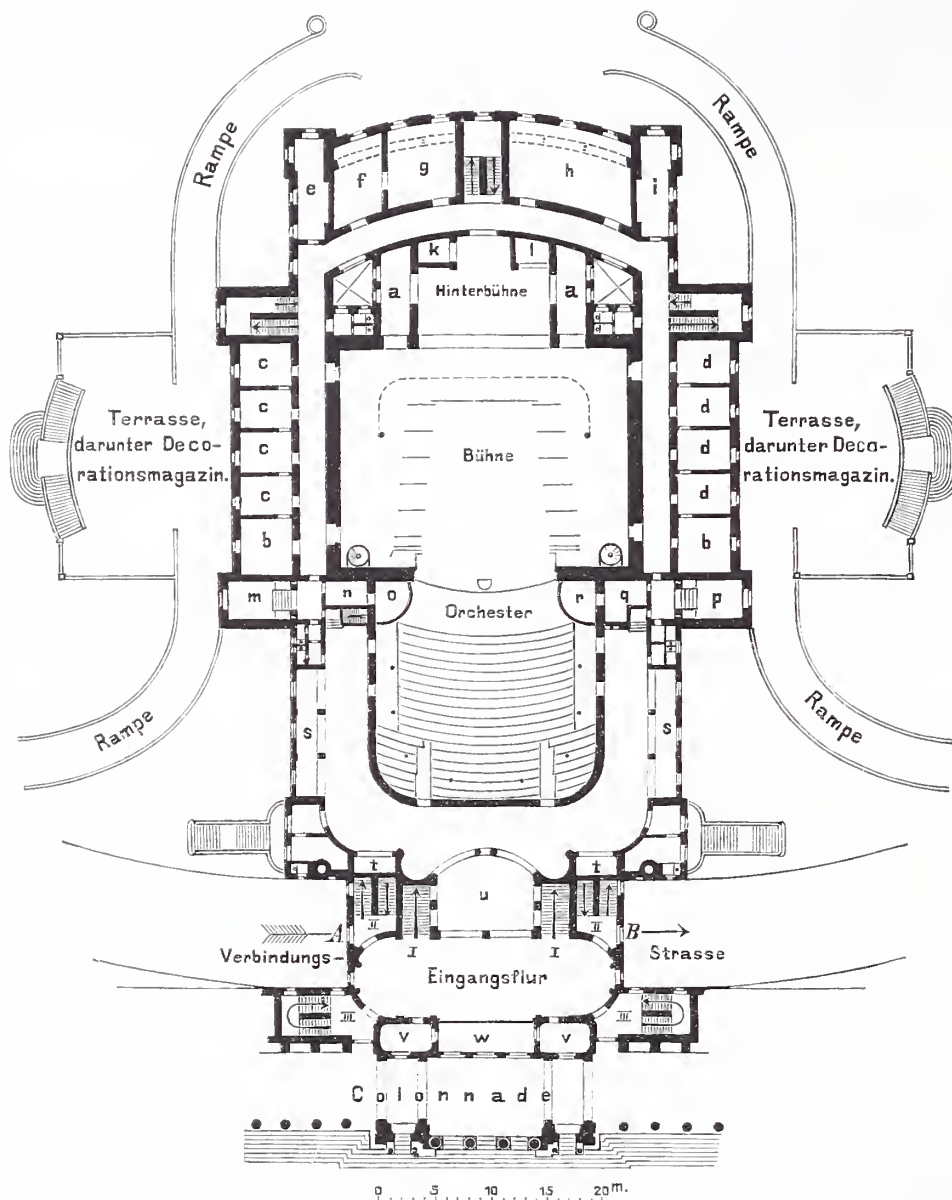 Rampe
Rampe
e
f
g
h
i
k
l
a
Hinterbühne
a
c
d
c
d
c
d
c
d
b
b
Terrasse,
darunter Deco-
rationsmagazin.
Bühne
Terrasse,
darunter Deco-
rationsmagazin.
m
n
o
Orchester
r
q
p
Rampe
s
s
Rampe
t
t
u
II
I
I
II
A
B
Verbindungs-
Strasse
Eingangsflur
III
III
v
w
v
Colonnade
0 5 10 15 20 m.